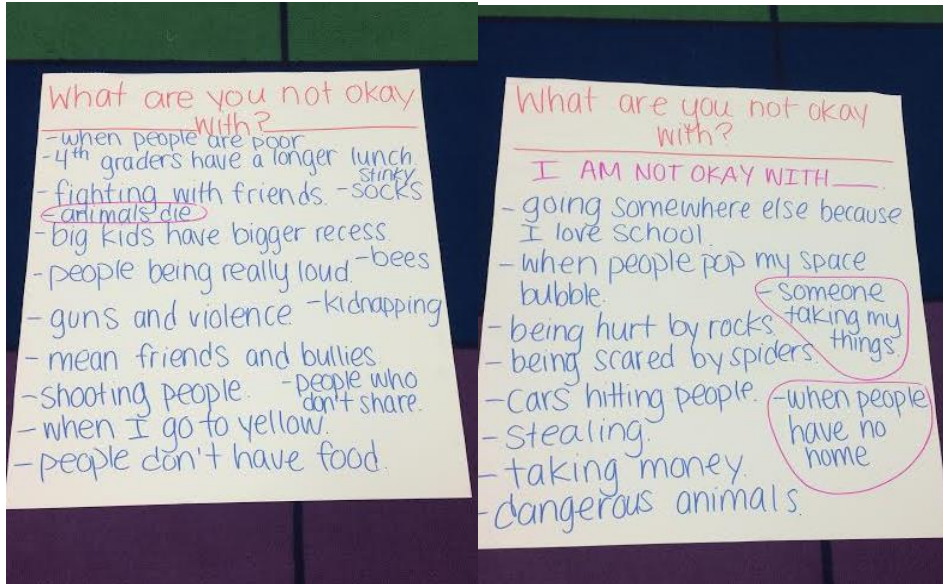 What are you not okay
with?
- when people are poor
- 4th graders have a longer lunch.
- fighting with friends. - stinky
socks
- animals die
- big kids have bigger recess.
- people being really loud. - bees
- guns and violence. - kidnapping
- mean friends and bullies
- shooting people. - people who
don't share.
- when I go to yellow.
- people don't have food.
What are you not okay
with?
I AM NOT OKAY WITH___.
- going somewhere else because
I love school.
- when people pop my space
bubble.
- someone
taking my
things.
- being hurt by rocks.
- being scared by spiders.
- cars hitting people.
- when people
have no
home
- stealing.
- taking money.
- dangerous animals.